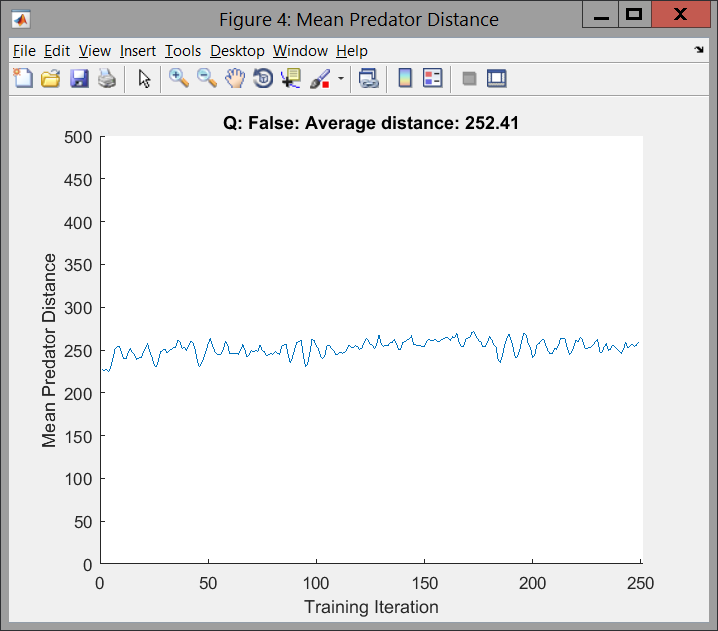 Figure 4: Mean Predator Distance
File Edit View Insert Tools Desktop Window Help
Q: False: Average distance: 252.41
500
450
400
350
300
250
200
150
100
50
0
Mean Predator Distance
0 50 100 150 200 250
Training Iteration